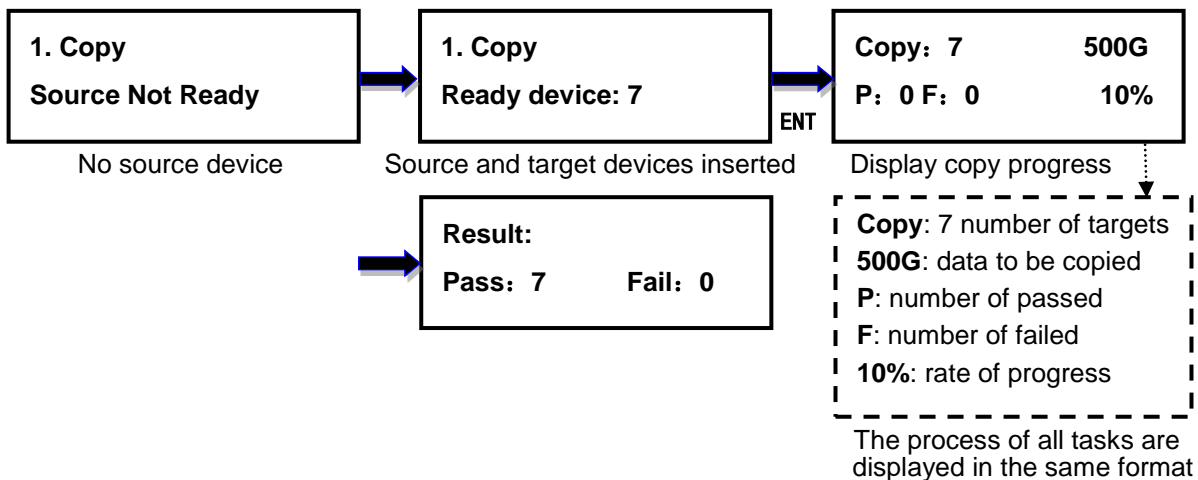 1. Copy
Source Not Ready
No source device
1. Copy
Ready device: 7
Source and target devices inserted
ENT
Copy：7 500G
P：0 F：0 10%
Display copy progress
Copy: 7 number of targets
500G: data to be copied
P: number of passed
F: number of failed
10%: rate of progress
The process of all tasks are
displayed in the same format
Result:
Pass：7 Fail：0